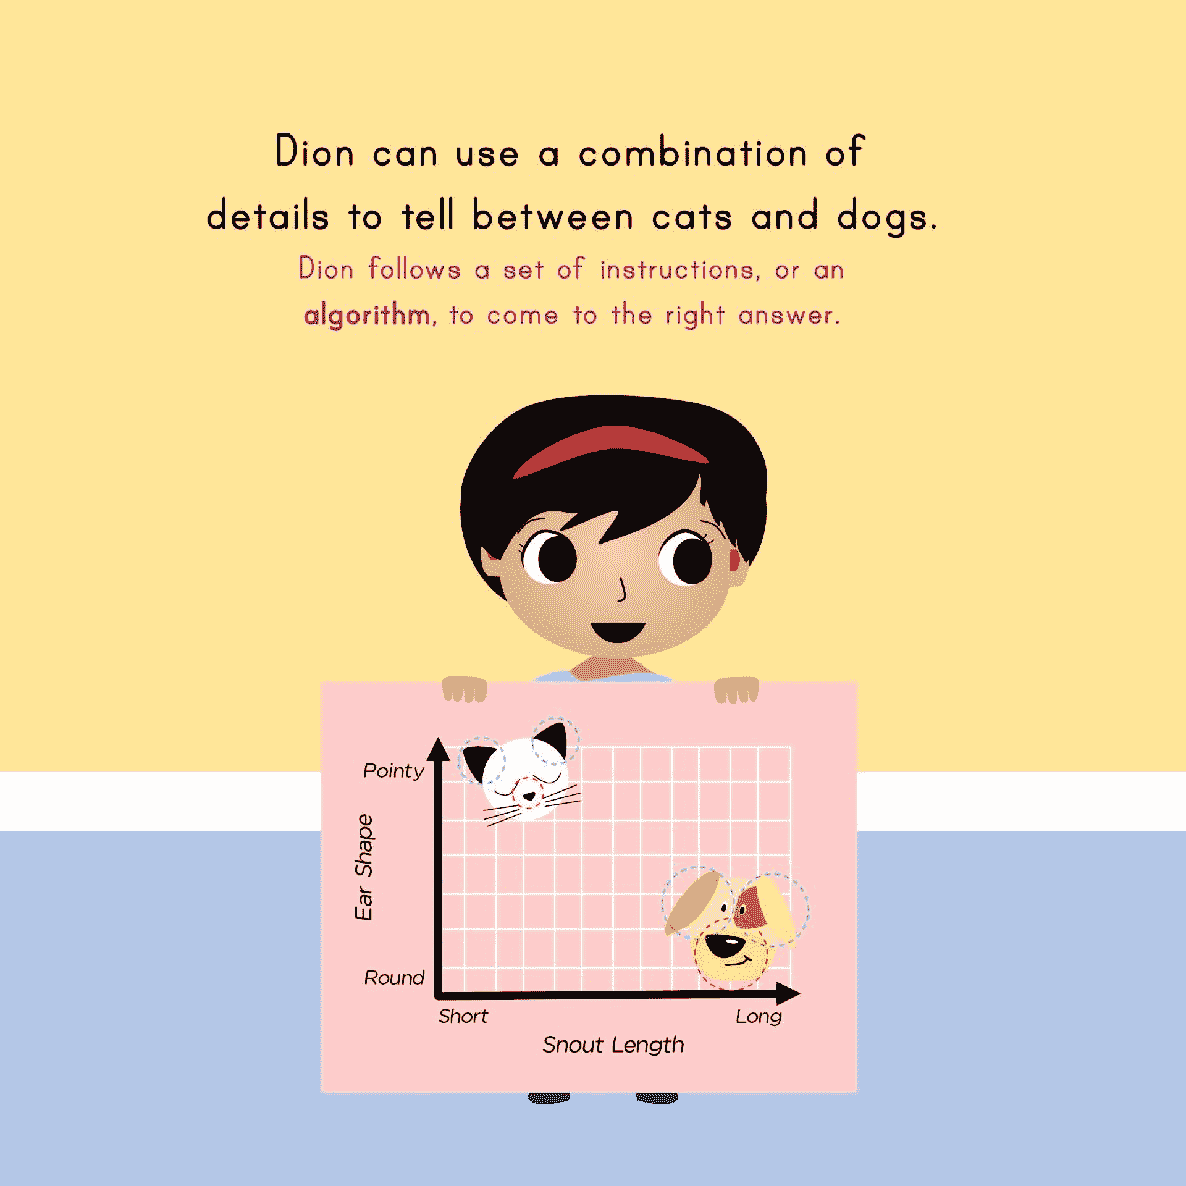 Dion can use a combination of
details to tell between cats and dogs.
Dion follows a set of instructions, or an
algorithm, to come to the right answer.
Pointy
Ear Shape
Round
Short
Long
Snout Length